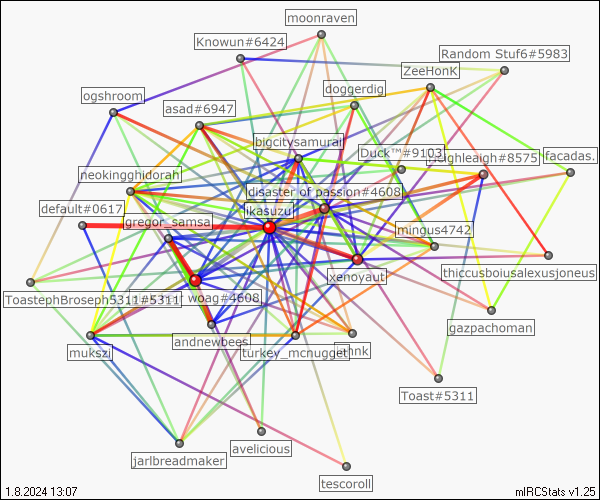 moonraven
Knowun#6424
Random Stuf6#5983
ZeeHonK
doggerdig
ogshroom
asad#6947
bigcitysamurai
Duck™#9103
#8575
facadas.
neokingghidorah
disaster of passion#4608
default#0617
ikasuzu
gregor_samsa
mingus4742
xenoyaut
thiccusboiusalexusjoneus
ToastephBroseph5311#5311
woag#4608
gazpachoman
andnewbees
turkey_mcnugget
mukszi
Toast#5311
avelicious
jarlbreadmaker
tescoroll
1.8.2024 13:07
mIRCStats v1.25